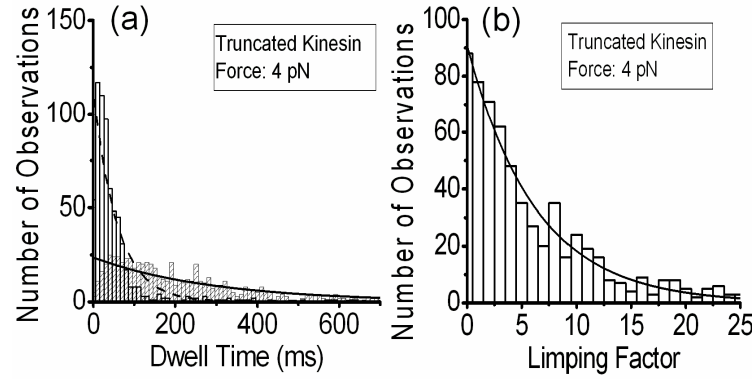 (a)
Truncated Kinesin
Force: 4 pN
Number of Observations
150
100
50
0
0 200 400 600
Dwell Time (ms)
(b)
Truncated Kinesin
Force: 4 pN
Number of Observations
100
80
60
40
20
0
0 5 10 15 20 25
Limping Factor